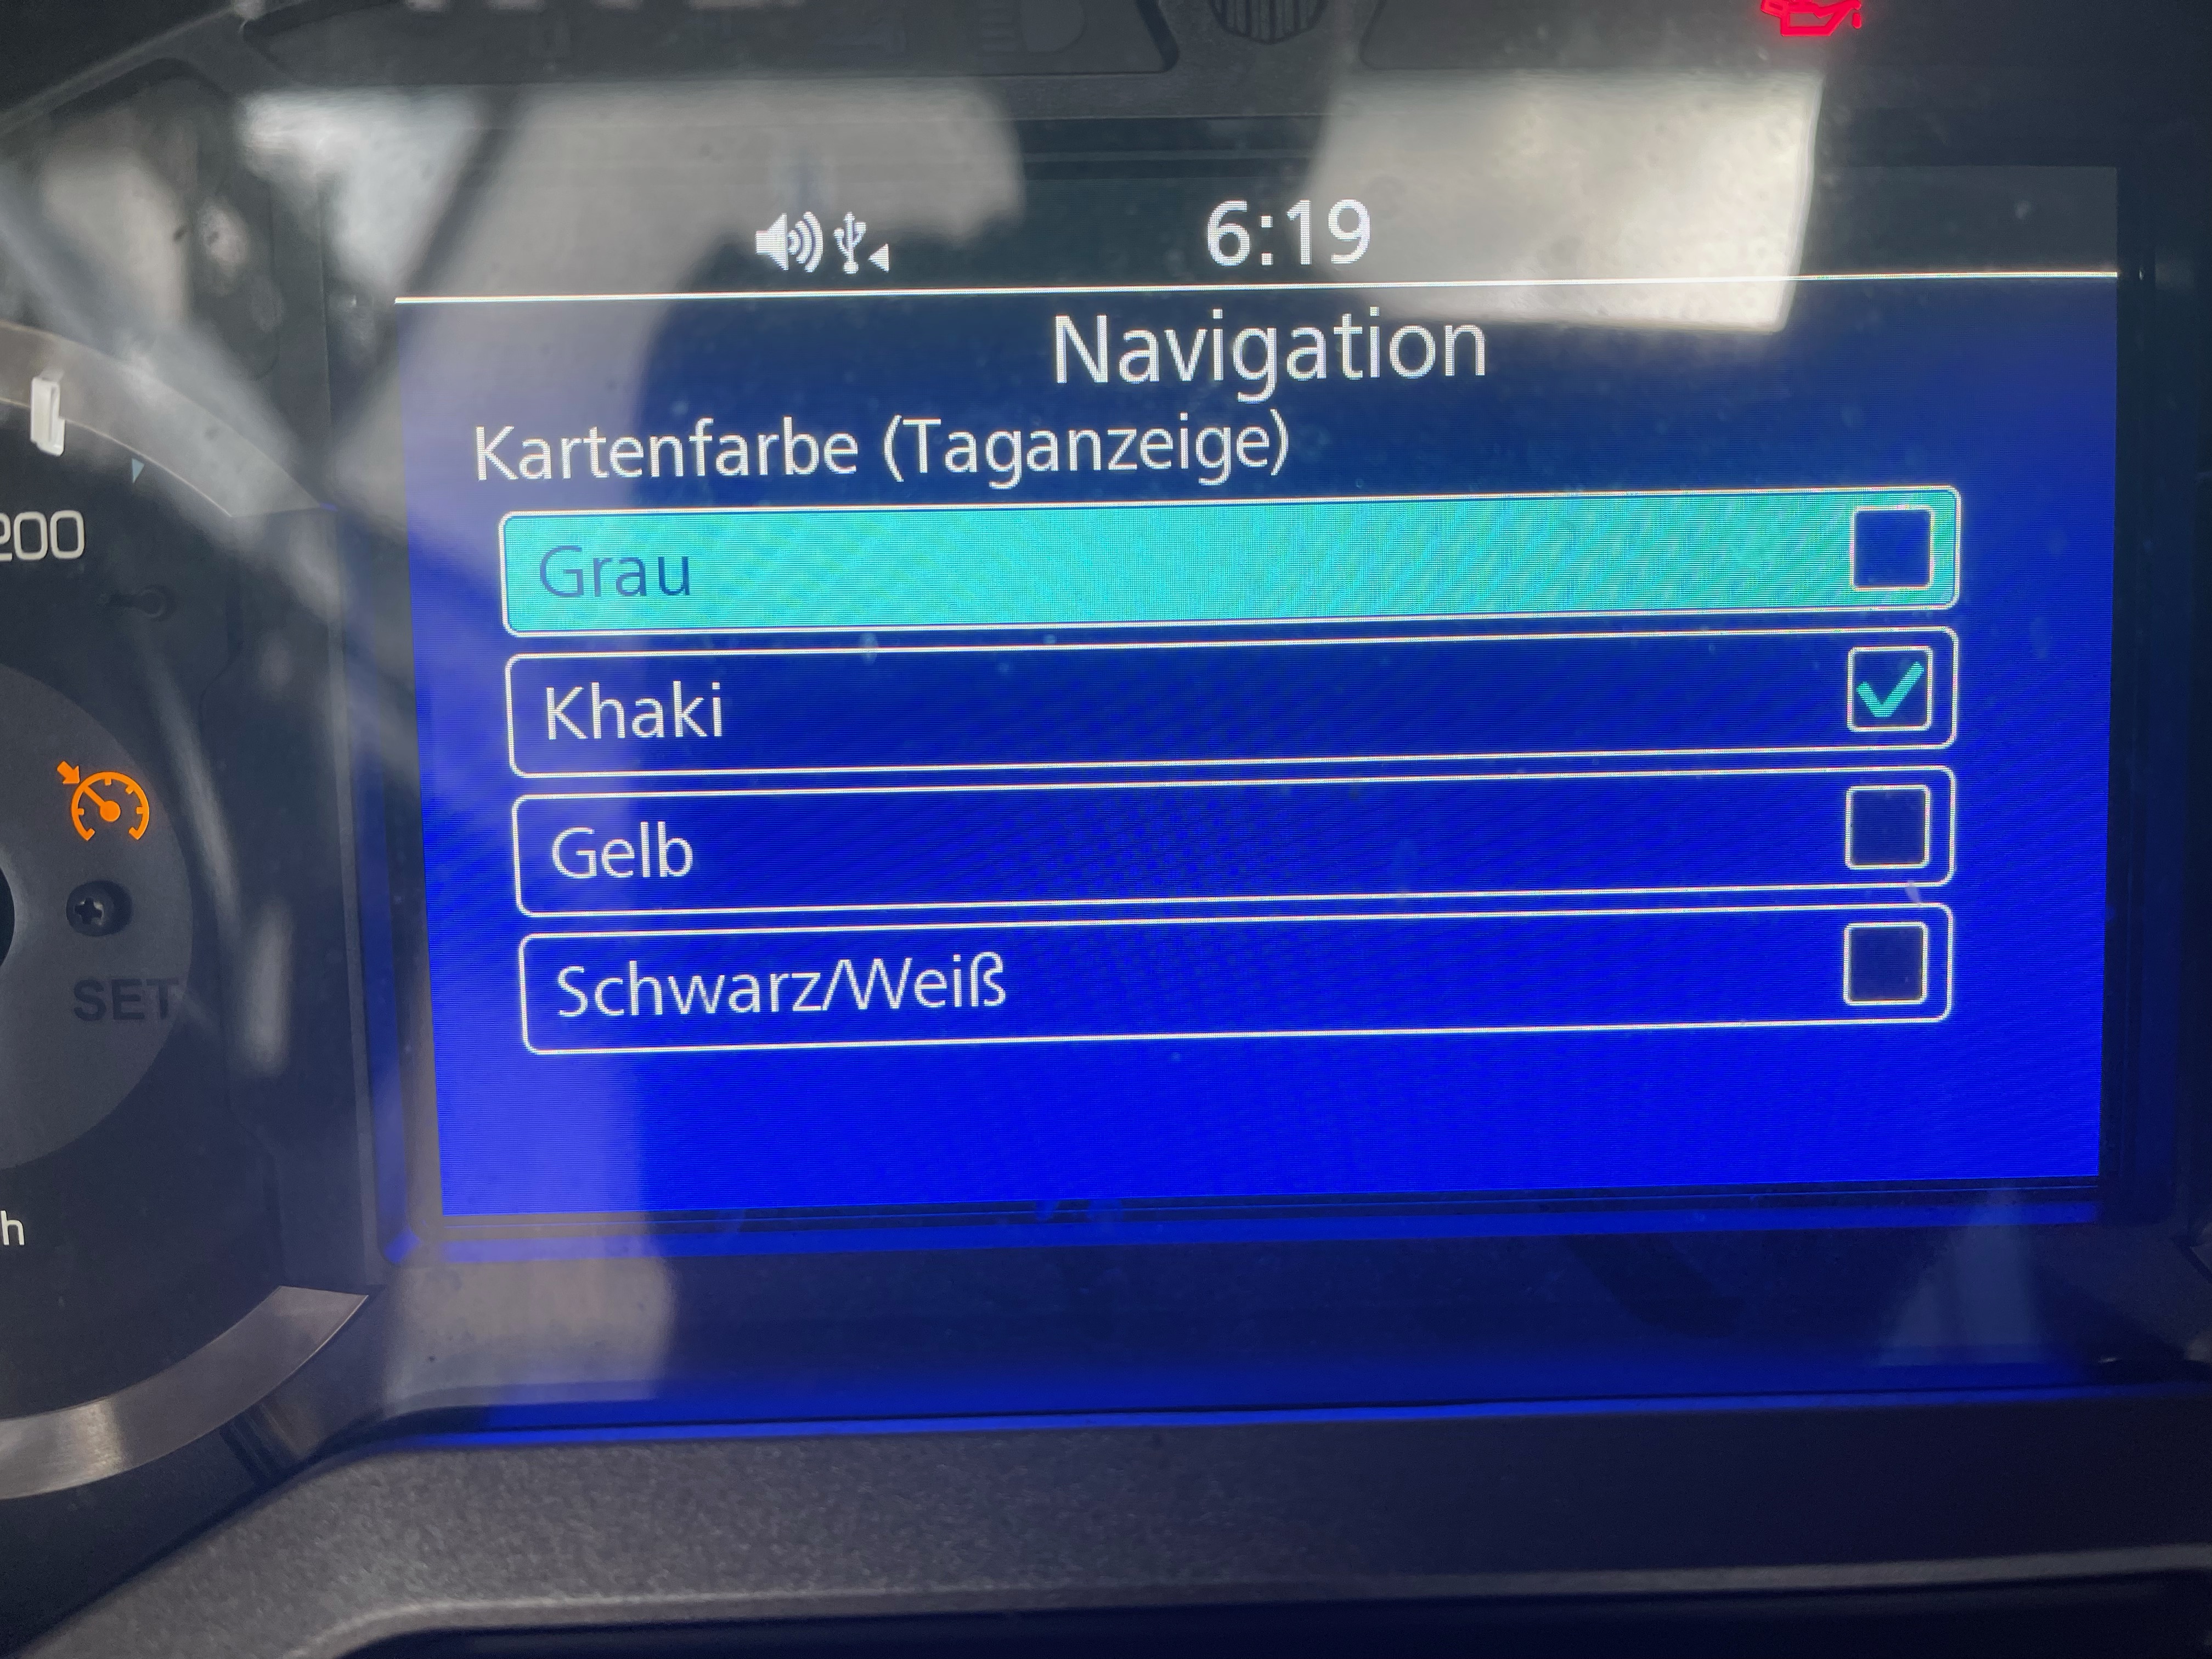 6:19
Navigation
Kartenfarbe (Taganzeige)
Grau
Khaki
Gelb
Schwarz/Weiß
200
SET
h